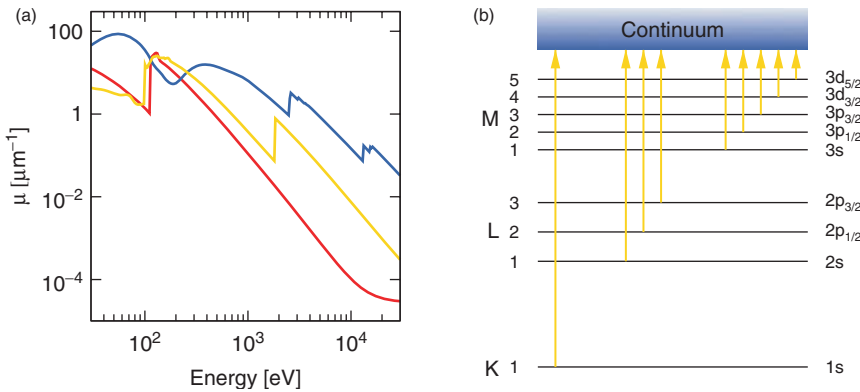 (a)
100
1
10⁻²
10⁻⁴
μ [μm⁻¹]
10²
10³
10⁴
Energy [eV]
(b)
Continuum
5 3d₅/₂
4 3d₃/₂
M 3 3p₃/₂
2 3p₁/₂
1 3s
3 2p₃/₂
L 2 2p₁/₂
1 2s
K 1 1s